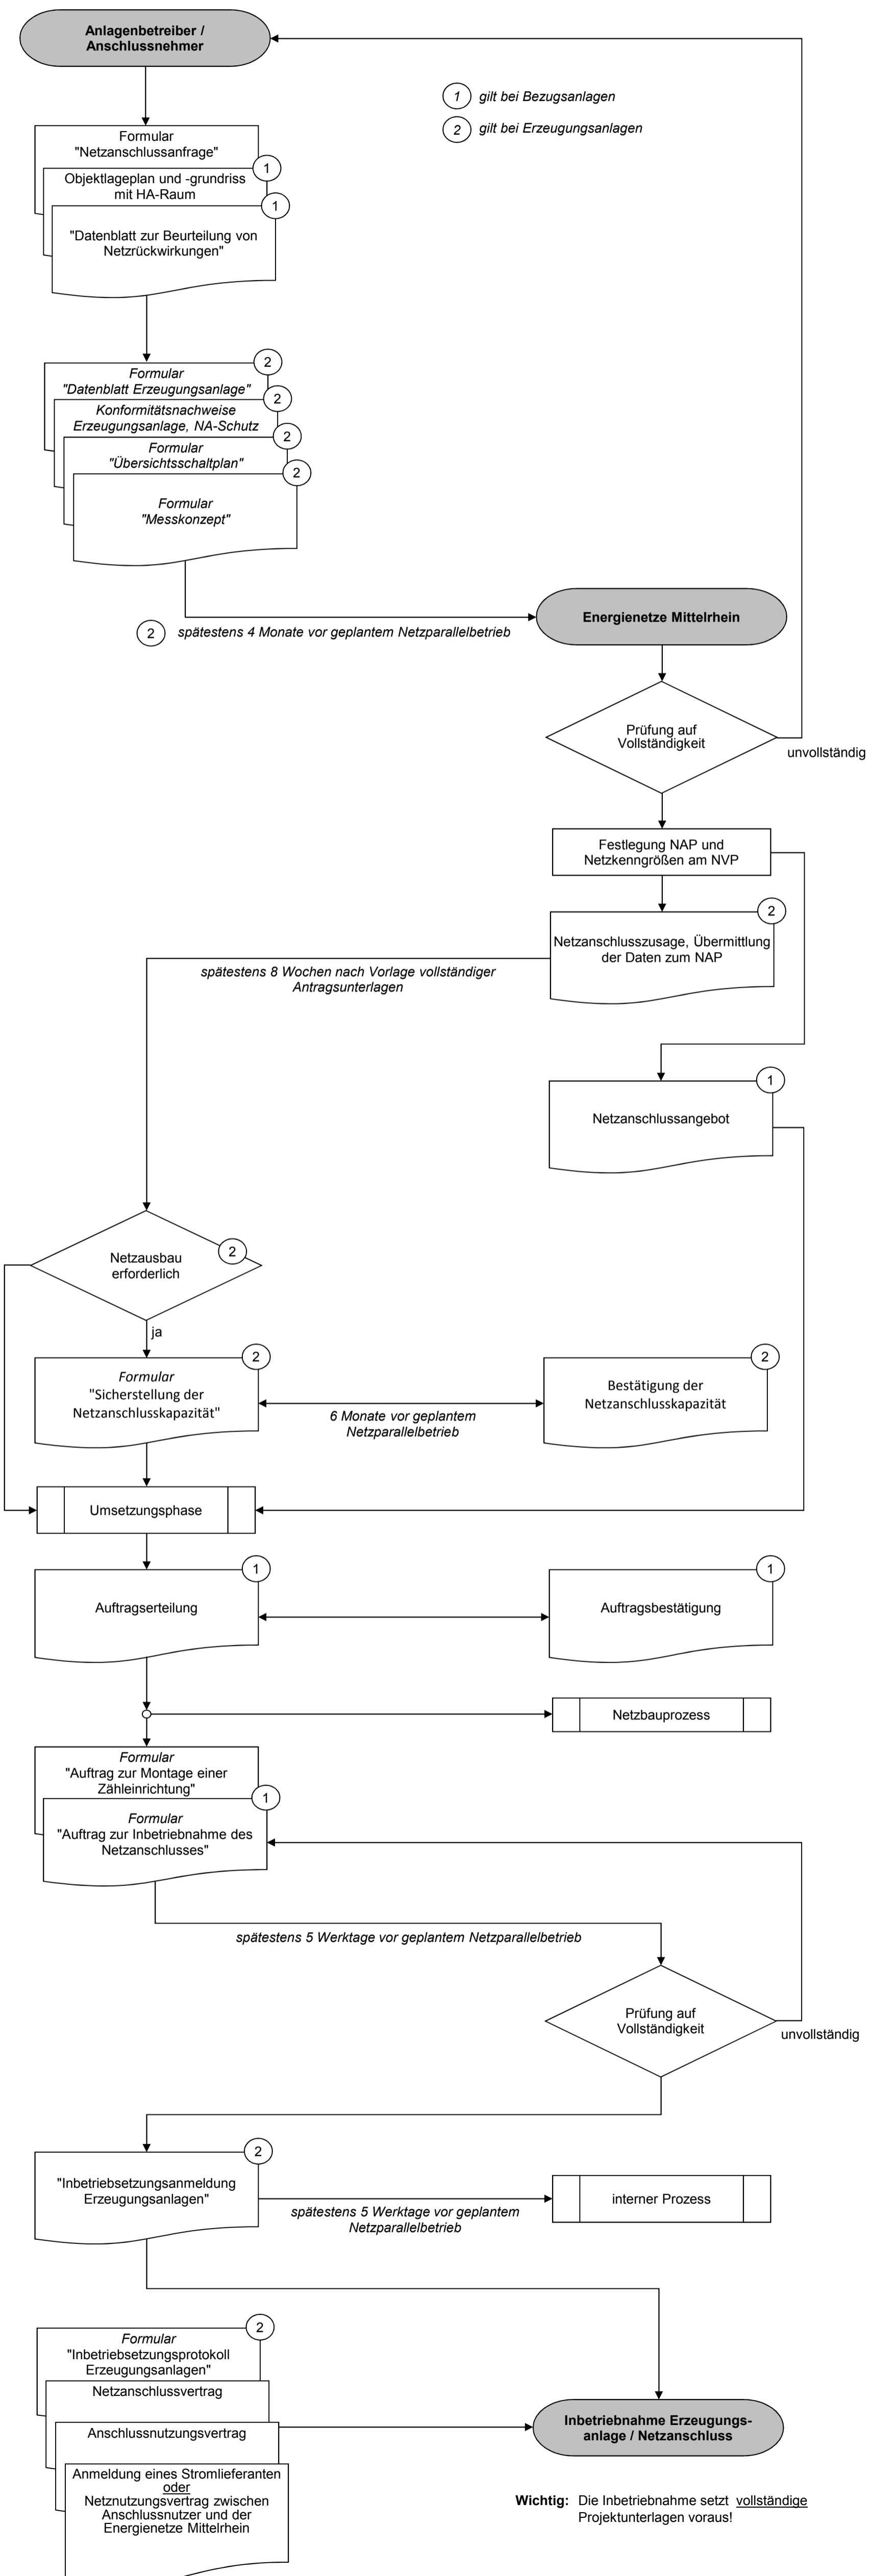 Anlagenbetreiber /
Anschlussnehmer
1 gilt bei Bezugsanlagen
2 gilt bei Erzeugungsanlagen
Formular
"Netzanschlussanfrage"
1
Objektlageplan und -grundriss
mit HA-Raum
1
"Datenblatt zur Beurteilung von
Netzrückwirkungen"
2
Formular
"Datenblatt Erzeugungsanlage"
2
Konformitätsnachweise
Erzeugungsanlage, NA-Schutz
2
Formular
"Übersichtsschaltplan"
2
Formular
"Messkonzept"
Energienetze Mittelrhein
2 spätestens 4 Monate vor geplantem Netzparallelbetrieb
Prüfung auf
Vollständigkeit
unvollständig
Festlegung NAP und
Netzkenngrößen am NVP
2
Netzanschlusszusage, Übermittlung
der Daten zum NAP
spätestens 8 Wochen nach Vorlage vollständiger
Antragsunterlagen
1
Netzanschlussangebot
2
Netzausbau
erforderlich
ja
2
Formular
"Sicherstellung der
Netzanschlusskapazität"
2
Bestätigung der
Netzanschlusskapazität
6 Monate vor geplantem
Netzparallelbetrieb
Umsetzungsphase
1
Auftragserteilung
1
Auftragsbestätigung
Netzbauprozess
Formular
"Auftrag zur Montage einer
Zähleinrichtung"
1
Formular
"Auftrag zur Inbetriebnahme des
Netzanschlusses"
spätestens 5 Werktage vor geplantem Netzparallelbetrieb
Prüfung auf
Vollständigkeit
unvollständig
2
"Inbetriebsetzungsanmeldung
Erzeugungsanlagen"
interner Prozess
spätestens 5 Werktage vor geplantem
Netzparallelbetrieb
2
Formular
"Inbetriebsetzungsprotokoll
Erzeugungsanlagen"
Netzanschlussvertrag
Anschlussnutzungsvertrag
Anmeldung eines Stromlieferanten
oder
Netznutzungsvertrag zwischen
Anschlussnutzer und der
Energienetze Mittelrhein
Inbetriebnahme Erzeugungs-
anlage / Netzanschluss
Wichtig: Die Inbetriebnahme setzt vollständige
Projektunterlagen voraus!